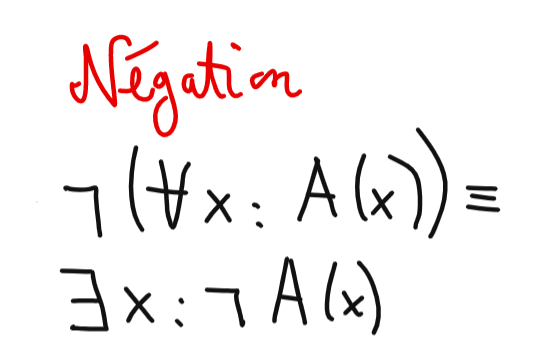 Négation
¬(∀x: A(x)) ≡
∃x: ¬A(x)